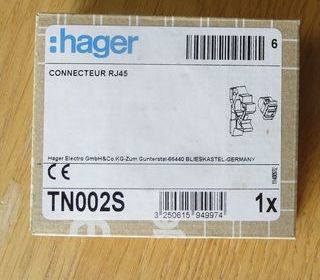 :hager
6
CONNECTEUR RJ45
Hager Electro GmbH&Co.KG-Zum Gunterstal-66440 BLIESKASTEL-GERMANY
CE
TN002S
3 250615 949974
1x